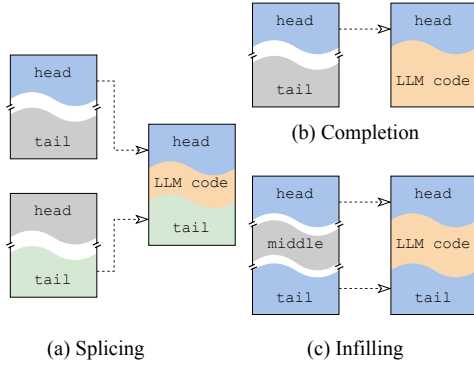 head
tail
head
tail
head
LLM code
tail
(a) Splicing
head
tail
head
LLM code
(b) Completion
head
middle
tail
head
LLM code
tail
(c) Infilling